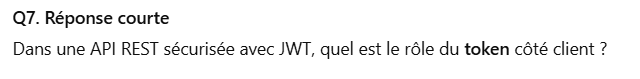 Q7. Réponse courte
Dans une API REST sécurisée avec JWT, quel est le rôle du token côté client ?